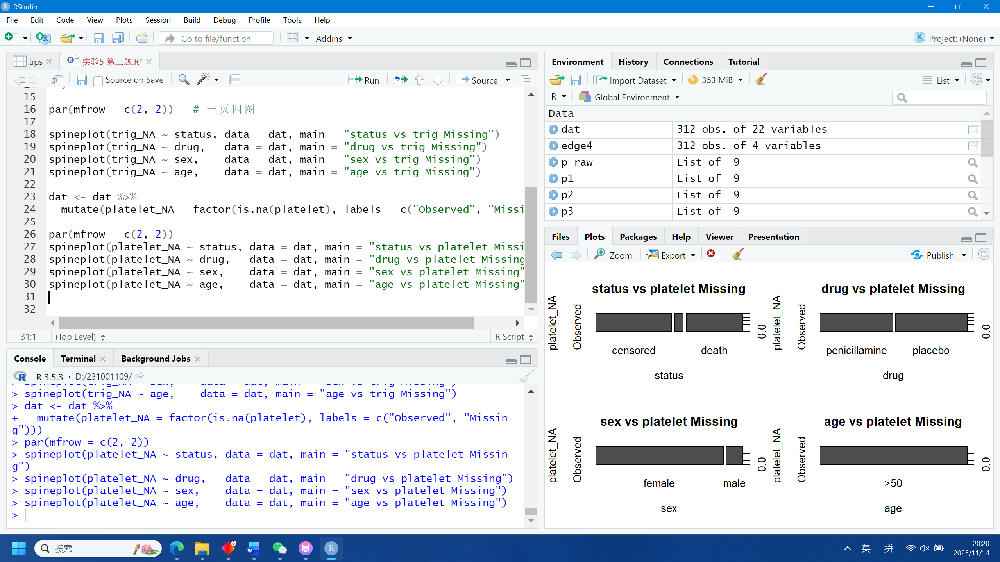 RStudio
File Edit Code View Plots Session Build Debug Profile Tools Help
Go to file/function Addins Project: (None)
tips 实验5 第三题.R*
Source on Save Run Source
15
16 par(mfrow = c(2, 2)) # 一页四图
17
18 spineplot(trig_NA ~ status, data = dat, main = "status vs trig Missing")
19 spineplot(trig_NA ~ drug, data = dat, main = "drug vs trig Missing")
20 spineplot(trig_NA ~ sex, data = dat, main = "sex vs trig Missing")
21 spineplot(trig_NA ~ age, data = dat, main = "age vs trig Missing")
22
23 dat <- dat %>%
24 mutate(platelet_NA = factor(is.na(platelet), labels = c("Observed", "Missi
25
26 par(mfrow = c(2, 2))
27 spineplot(platelet_NA ~ status, data = dat, main = "status vs platelet Missi
28 spineplot(platelet_NA ~ drug, data = dat, main = "drug vs platelet Missing
29 spineplot(platelet_NA ~ sex, data = dat, main = "sex vs platelet Missing"
30 spineplot(platelet_NA ~ age, data = dat, main = "age vs platelet Missing"
31
32
31:1 (Top Level) R Script
Console Terminal Background Jobs
R 3.5.3 · D:/231001109/
> spineplot(trig_NA ~ age, data = dat, main = "age vs trig Missing")
> dat <- dat %>%
+ mutate(platelet_NA = factor(is.na(platelet), labels = c("Observed", "Missin
g")))
> par(mfrow = c(2, 2))
> spineplot(platelet_NA ~ status, data = dat, main = "status vs platelet Missin
g")
> spineplot(platelet_NA ~ drug, data = dat, main = "drug vs platelet Missing")
> spineplot(platelet_NA ~ sex, data = dat, main = "sex vs platelet Missing")
> spineplot(platelet_NA ~ age, data = dat, main = "age vs platelet Missing")
>
Environment History Connections Tutorial
Import Dataset 353 MiB List
R Global Environment
Data
dat 312 obs. of 22 variables
edge4 312 obs. of 4 variables
p_raw List of 9
p1 List of 9
p2 List of 9
p3 List of 9
Files Plots Packages Help Viewer Presentation
Zoom Export Publish
status vs platelet Missing
platelet_NA
Observed
0.0
censored death
status
drug vs platelet Missing
platelet_NA
Observed
0.0
penicillamine placebo
drug
sex vs platelet Missing
platelet_NA
Observed
0.0
female male
sex
age vs platelet Missing
platelet_NA
Observed
0.0
>50
age
搜索
8
英 拼
20:20
2025/11/14